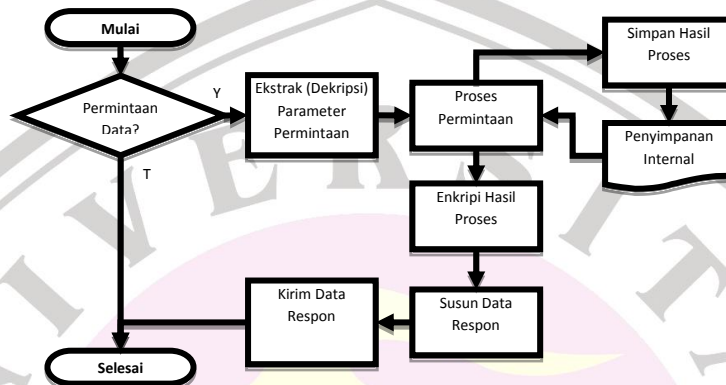 Mulai
Permintaan
Data?
Y
T
Ekstrak (Dekripsi)
Parameter
Permintaan
Proses
Permintaan
Simpan Hasil
Proses
Penyimpanan
Internal
Enkripi Hasil
Proses
Susun Data
Respon
Kirim Data
Respon
Selesai
IVERSIT